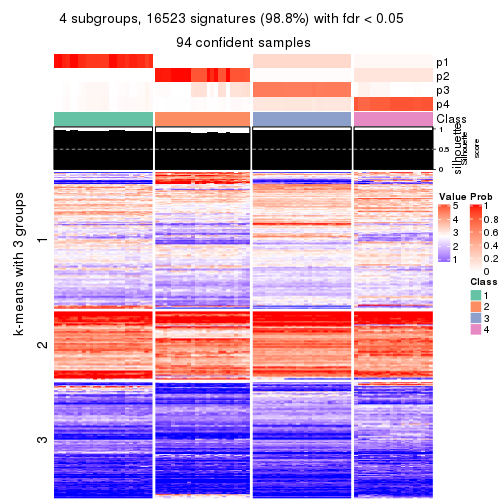 4 subgroups, 16523 signatures (98.8%) with fdr < 0.05
94 confident samples
p1
p2
p3
p4
Class
1
0.5
0
silhouette
Silhouette
score
k-means with 3 groups
1
2
3
Value
5
4
3
2
1
Prob
1
0.8
0.6
0.4
0.2
0
Class
1
2
3
4